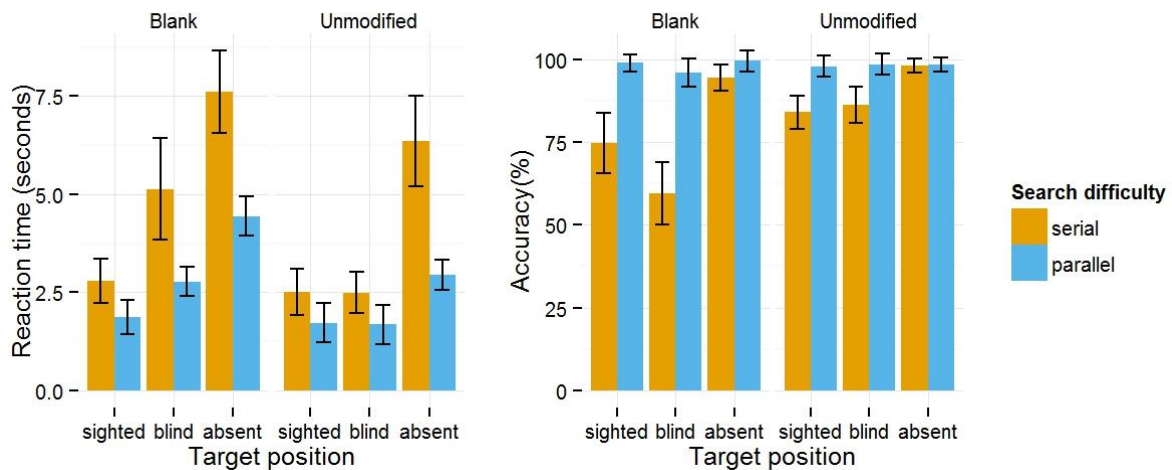 Blank Unmodified
Reaction time (seconds)
7.5
5.0
2.5
0.0
sighted blind absent sighted blind absent
Target position
Blank Unmodified
Accuracy(%)
100
75
50
25
0
sighted blind absent sighted blind absent
Target position
Search difficulty
serial
parallel